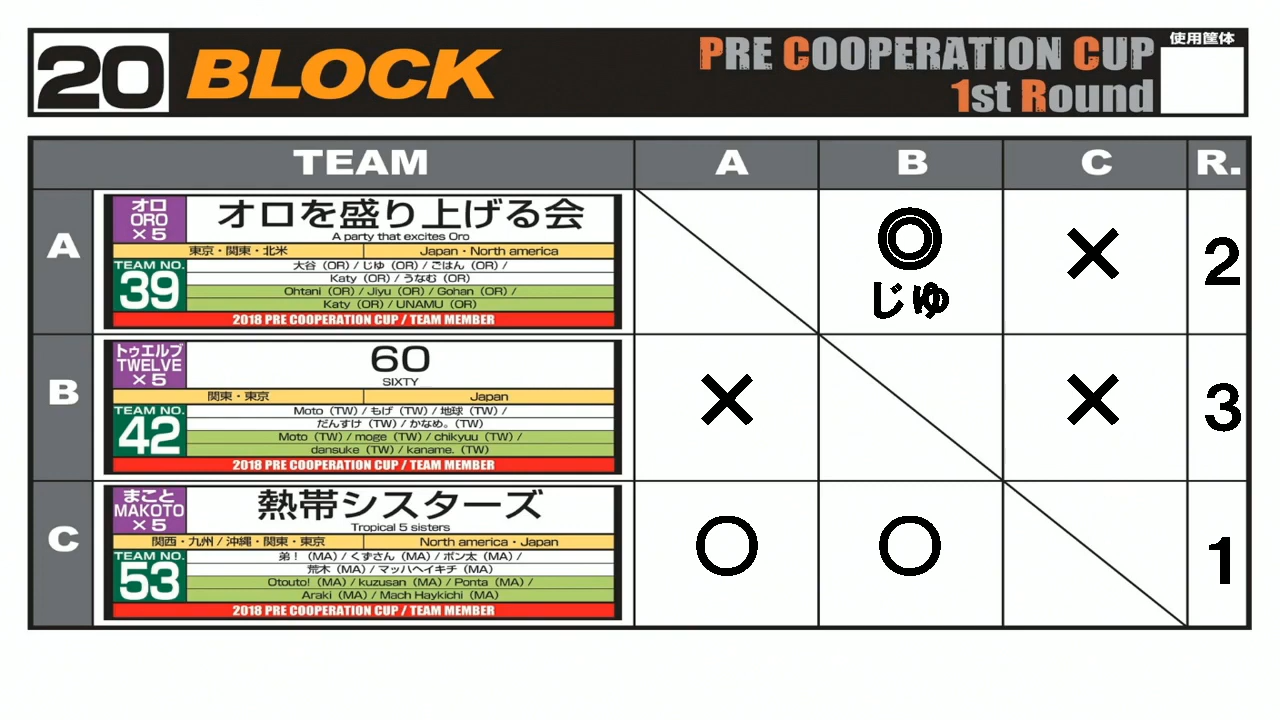 20 BLOCK
PRE COOPERATION CUP
1st Round
使用筐体
TEAM A B C R.
A
オロ
ORO
×5
オロを盛り上げる会
A party that excites Oro
東京・関東・北米 Japan・North america
TEAM NO.
39
大谷（OR）/ じゆ（OR）/ ごはん（OR）/
Katy（OR）/ うなむ（OR）
Ohtani（OR）/ Jiyu（OR）/ Gohan（OR）/
Katy（OR）/ UNAMU（OR）
2018 PRE COOPERATION CUP / TEAM MEMBER
◎
じゆ
×
2
B
トゥエルブ
TWELVE
×5
60
SIXTY
関東・東京 Japan
TEAM NO.
42
Moto（TW）/ もげ（TW）/ 地球（TW）/
だんすけ（TW）/ かなめ。（TW）
Moto（TW）/ moge（TW）/ chikyuu（TW）/
dansuke（TW）/ kaname.（TW）
2018 PRE COOPERATION CUP / TEAM MEMBER
× × 3
C
まこと
MAKOTO
×5
熱帯シスターズ
Tropical 5 sisters
関西・九州 / 沖縄・関東・東京 North america・Japan
TEAM NO.
53
弟！（MA）/ くずさん（MA）/ ポン太（MA）/
荒木（MA）/ マッハヘイキチ（MA）
Otouto!（MA）/ kuzusan（MA）/ Ponta（MA）/
Araki（MA）/ Mach Haykichi（MA）
2018 PRE COOPERATION CUP / TEAM MEMBER
○ ○ 1